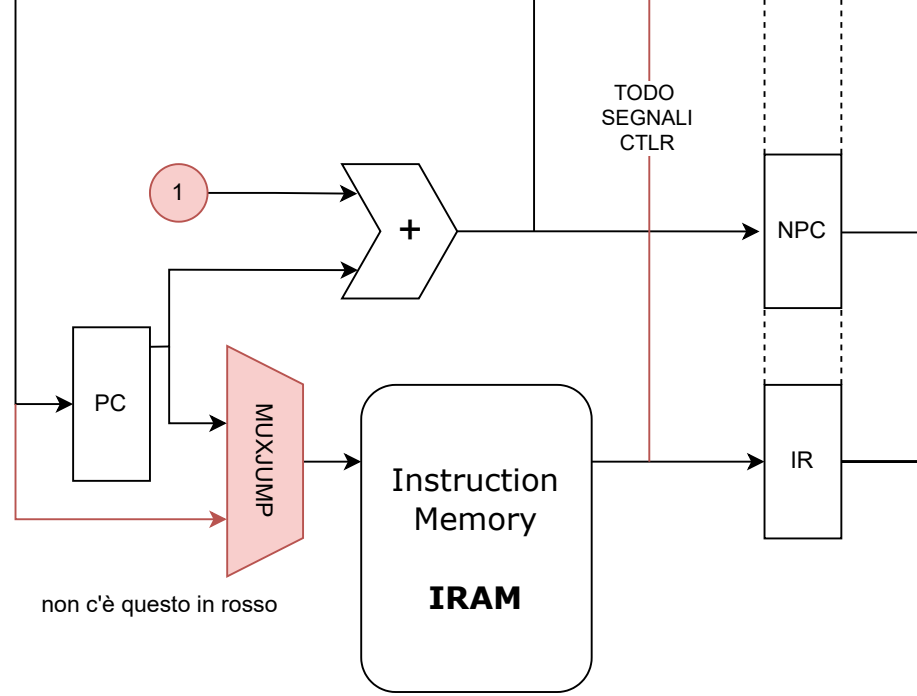 TODO
SEGNALI
CTLR
1
+
NPC
PC
MUXJUMP
Instruction
Memory
IRAM
IR
non c'è questo in rosso